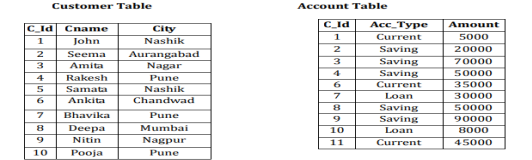 Customer Table
C_Id Cname City
1 John Nashik
2 Seema Aurangabad
3 Amita Nagar
4 Rakesh Pune
5 Samata Nashik
6 Ankita Chandwad
7 Bhavika Pune
8 Deepa Mumbai
9 Nitin Nagpur
10 Pooja Pune
Account Table
C_Id Acc_Type Amount
1 Current 5000
2 Saving 20000
3 Saving 70000
4 Saving 50000
6 Current 35000
7 Loan 30000
8 Saving 50000
9 Saving 90000
10 Loan 8000
11 Current 45000